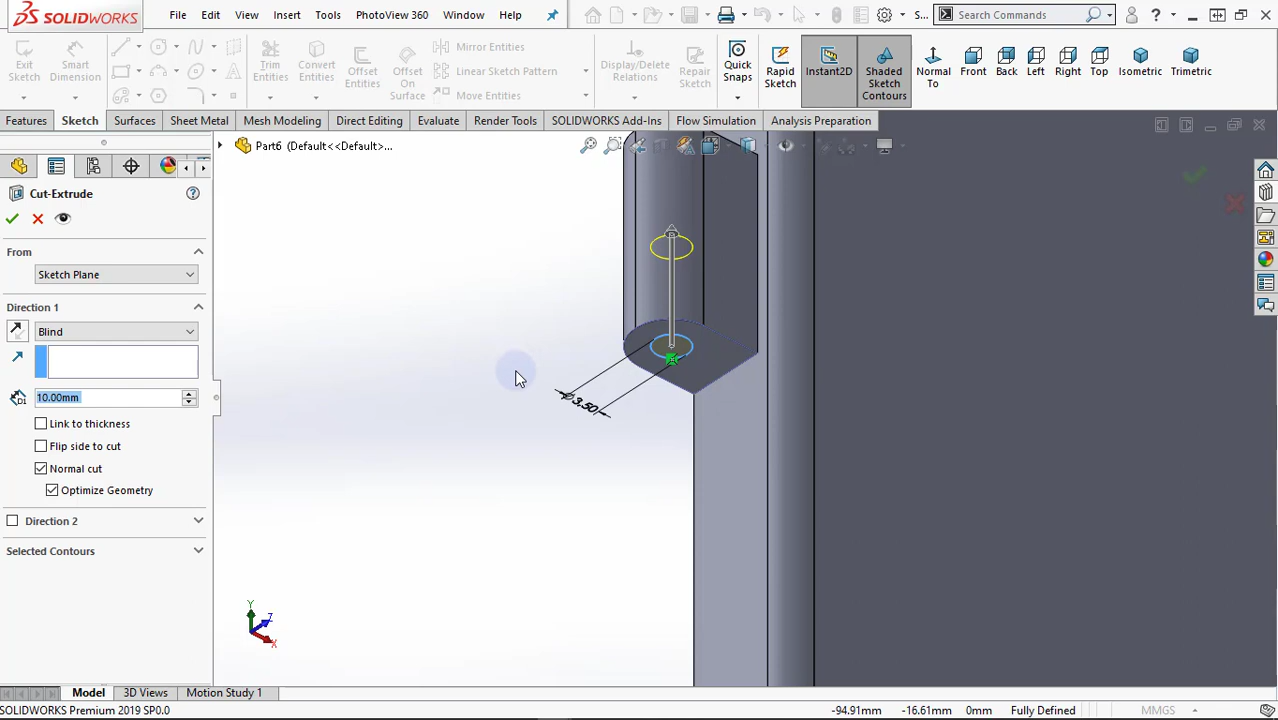 SOLIDWORKS
File
Edit
View
Insert
Tools
PhotoView 360
Window
Help
S...
Search Commands
Exit Sketch
Smart Dimension
Trim Entities
Convert Entities
Offset Entities
Offset On Surface
Mirror Entities
Linear Sketch Pattern
Move Entities
Display/Delete Relations
Repair Sketch
Quick Snaps
Rapid Sketch
Instant2D
Shaded Sketch Contours
Normal To
Front
Back
Left
Right
Top
Isometric
Trimetric
Features
Sketch
Surfaces
Sheet Metal
Mesh Modeling
Direct Editing
Evaluate
Render Tools
SOLIDWORKS Add-Ins
Flow Simulation
Analysis Preparation
Part6 (Default<<Default>...
Cut-Extrude
From
Sketch Plane
Direction 1
Blind
10.00mm
Link to thickness
Flip side to cut
Normal cut
Optimize Geometry
Direction 2
Selected Contours
Ø3.50
Y
Z
X
Model
3D Views
Motion Study 1
SOLIDWORKS Premium 2019 SP0.0
-94.91mm
-16.61mm
0mm
Fully Defined
MMGS